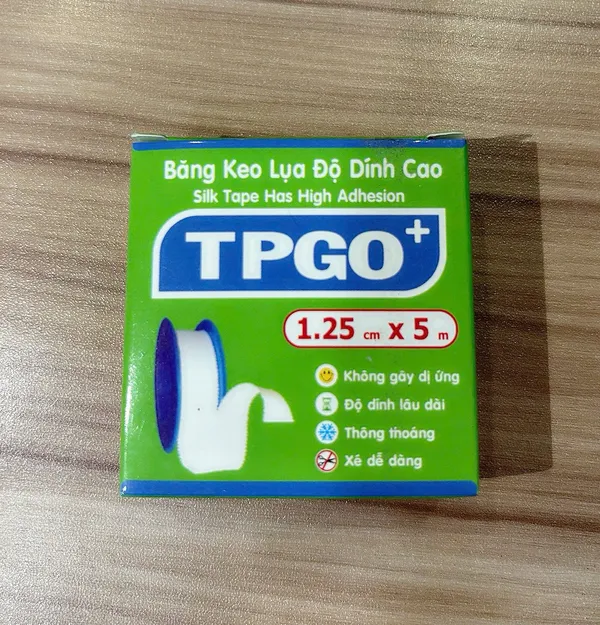 Băng Keo Lụa Độ Dính Cao
Silk Tape Has High Adhesion
TPGO+
1.25 cm x 5 m
Không gây dị ứng
Độ dính lâu dài
Thông thoáng
Xé dễ dàng